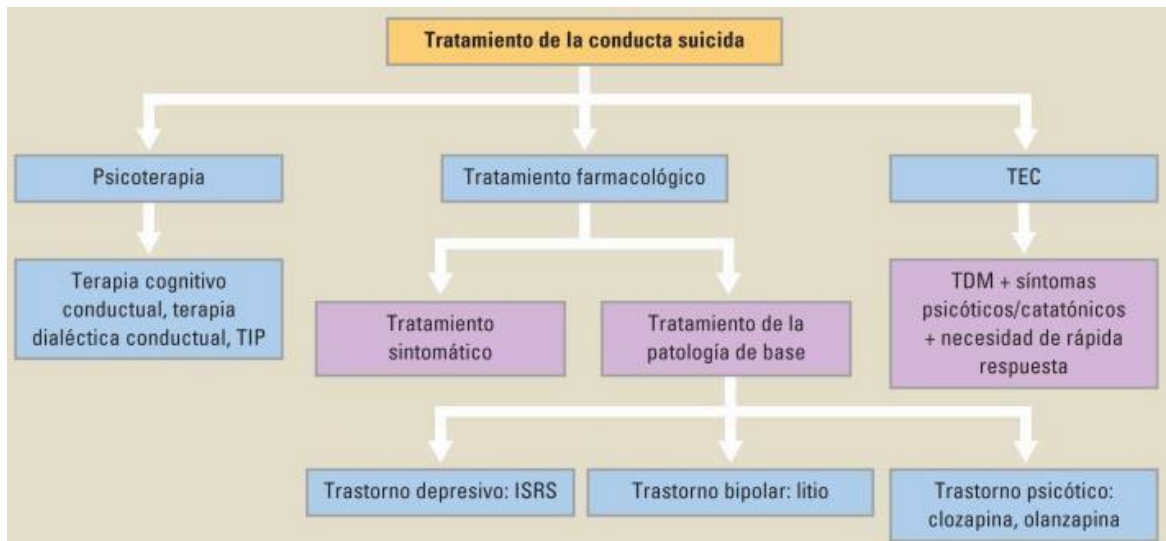 Tratamiento de la conducta suicida
Psicoterapia
Tratamiento farmacológico
TEC
Terapia cognitivo
conductual, terapia
dialéctica conductual, TIP
Tratamiento
sintomático
Tratamiento de la
patología de base
TDM + síntomas
psicóticos/catatónicos
+ necesidad de rápida
respuesta
Trastorno depresivo: ISRS
Trastorno bipolar: litio
Trastorno psicótico:
clozapina, olanzapina